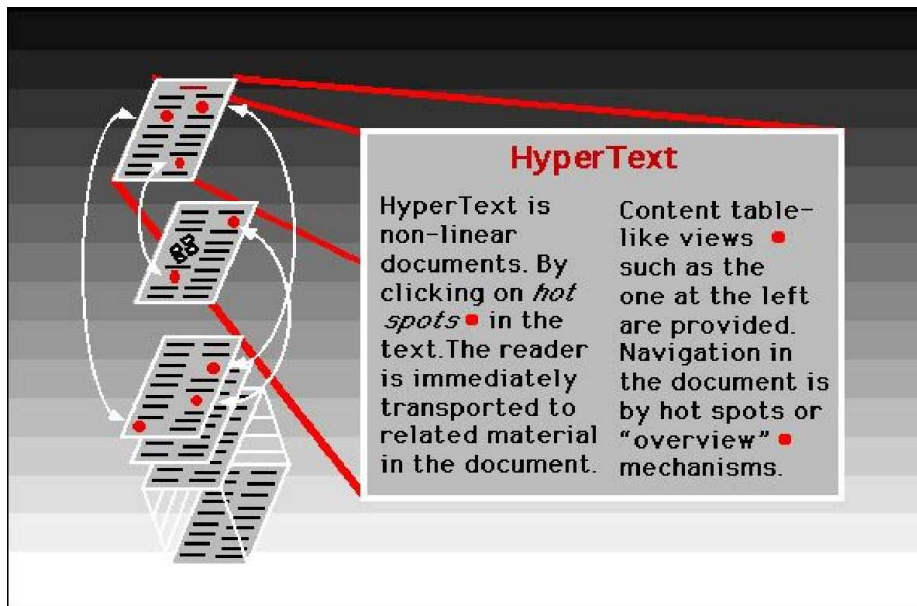 HyperText
HyperText is
non-linear
documents. By
clicking on hot
spots in the
text.The reader
is immediately
transported to
related material
in the document.
Content table-
like views
such as the
one at the left
are provided.
Navigation in
the document is
by hot spots or
“overview”
mechanisms.